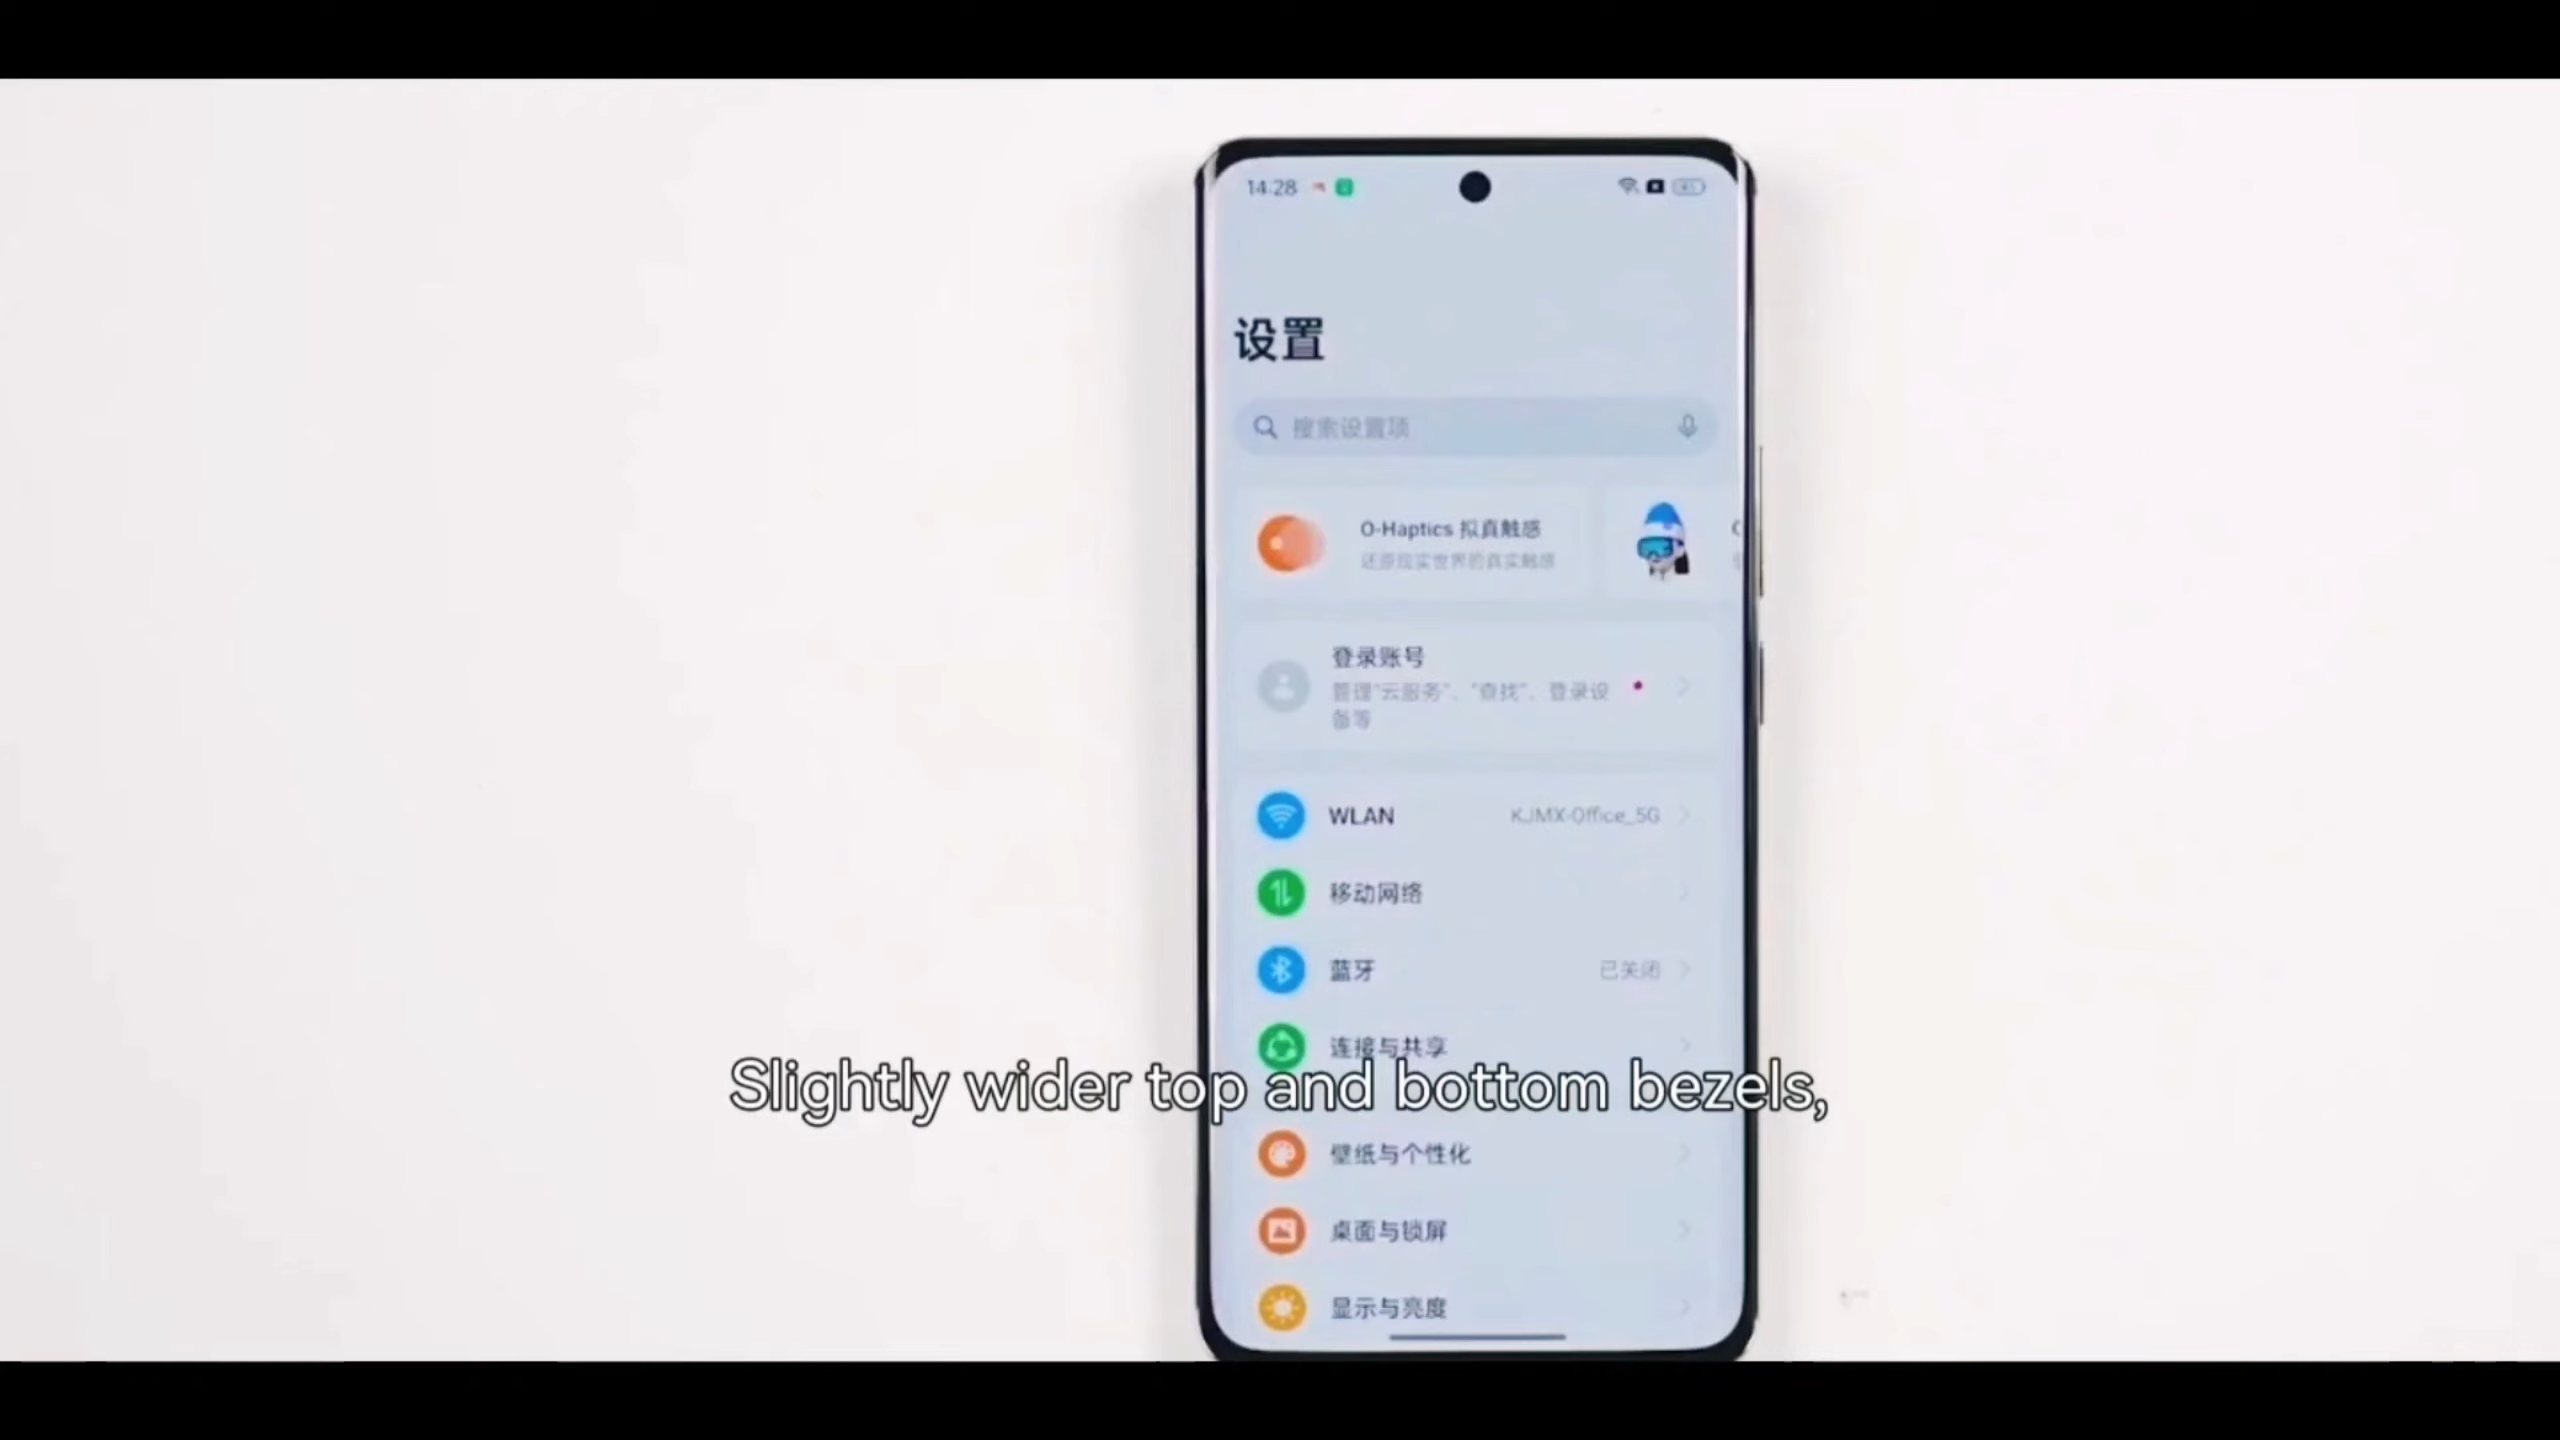 14:28
设置
搜索设置项
O-Haptics 拟真触感
还原现实世界的真实触感
登录账号
管理“云服务”、“查找”、登录设
备等
WLAN KJMX-Office_5G
移动网络
蓝牙 已关闭
连接与共享
Slightly wider top and bottom bezels,
壁纸与个性化
桌面与锁屏
显示与亮度